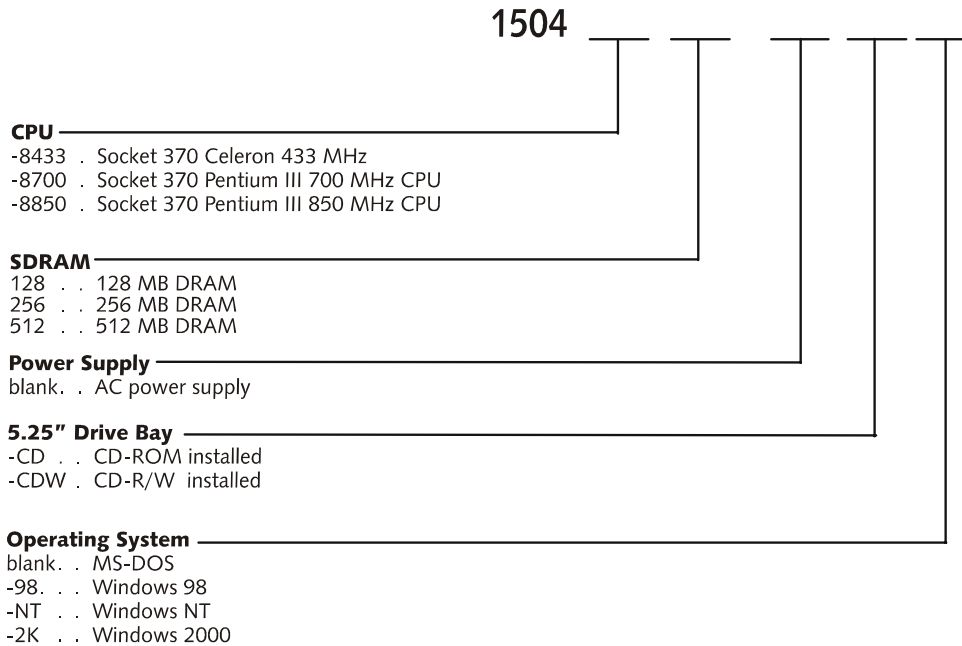 1504
CPU
-8433 . Socket 370 Celeron 433 MHz
-8700 . Socket 370 Pentium III 700 MHz CPU
-8850 . Socket 370 Pentium III 850 MHz CPU
SDRAM
128 . . 128 MB DRAM
256 . . 256 MB DRAM
512 . . 512 MB DRAM
Power Supply
blank. . AC power supply
5.25” Drive Bay
-CD . . CD-ROM installed
-CDW . CD-R/W installed
Operating System
blank. . MS-DOS
-98. . . Windows 98
-NT . . Windows NT
-2K . . Windows 2000